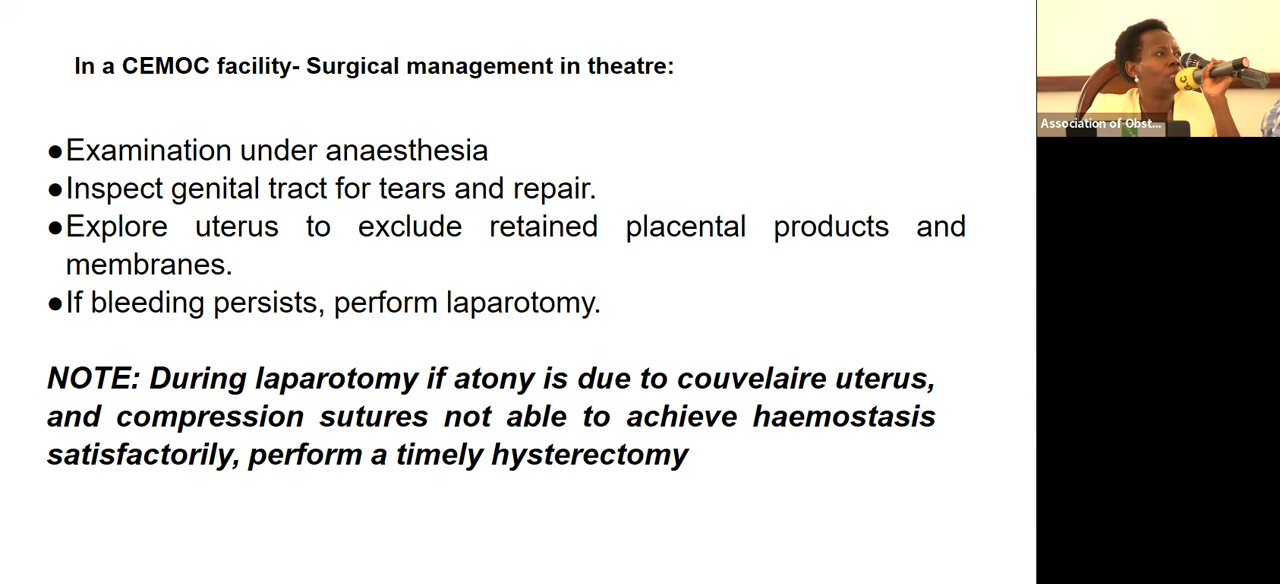 In a CEMOC facility- Surgical management in theatre:
●Examination under anaesthesia
●Inspect genital tract for tears and repair.
●Explore uterus to exclude retained placental products and
membranes.
●If bleeding persists, perform laparotomy.
NOTE: During laparotomy if atony is due to couvelaire uterus,
and compression sutures not able to achieve haemostasis
satisfactorily, perform a timely hysterectomy
Association of Obst...